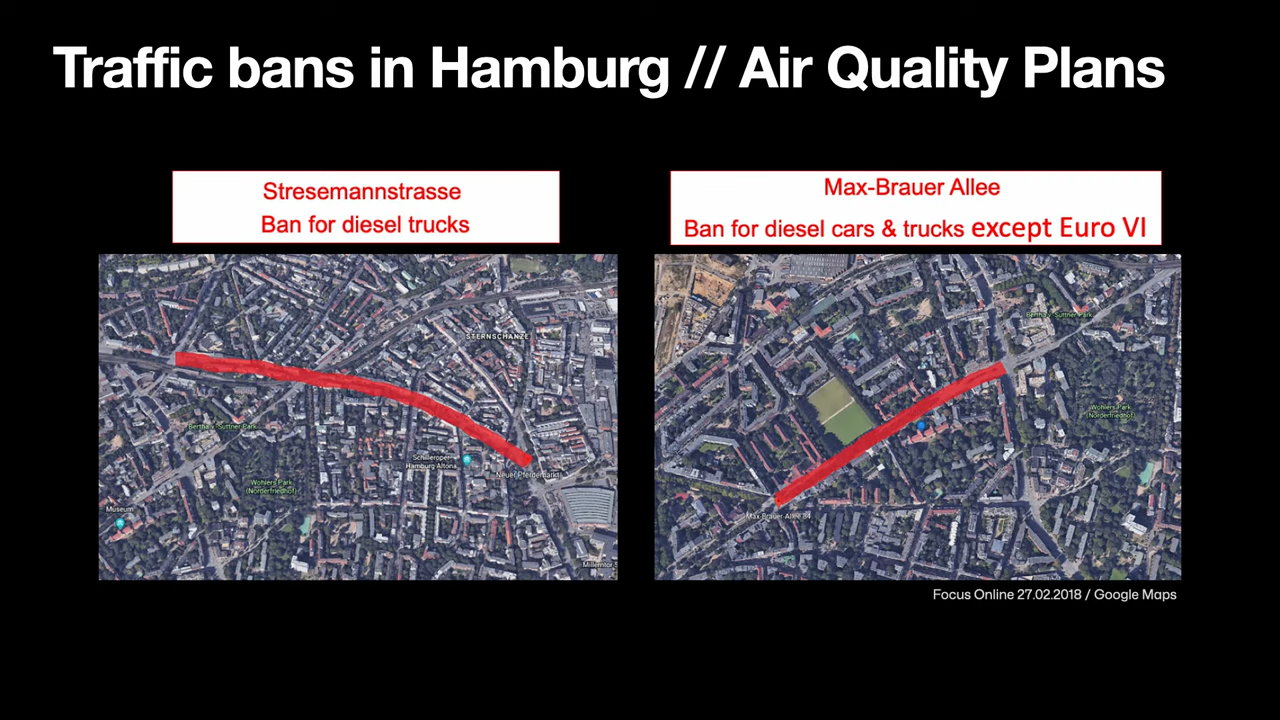 Traffic bans in Hamburg // Air Quality Plans
Stresemannstrasse
Ban for diesel trucks
Max-Brauer Allee
Ban for diesel cars & trucks except Euro VI
STERNSCHANZE
Bertha-v.-Suttner-Park
Schilleroper
Hamburg Altona
Neuer Pferdemarkt
Wohlers Park
(Norderfriedhof)
Museum
Millerntor-S
Bertha-v.-Suttner-Park
Wohlers Park
(Norderfriedhof)
Max-Brauer-Allee 84
Focus Online 27.02.2018 / Google Maps